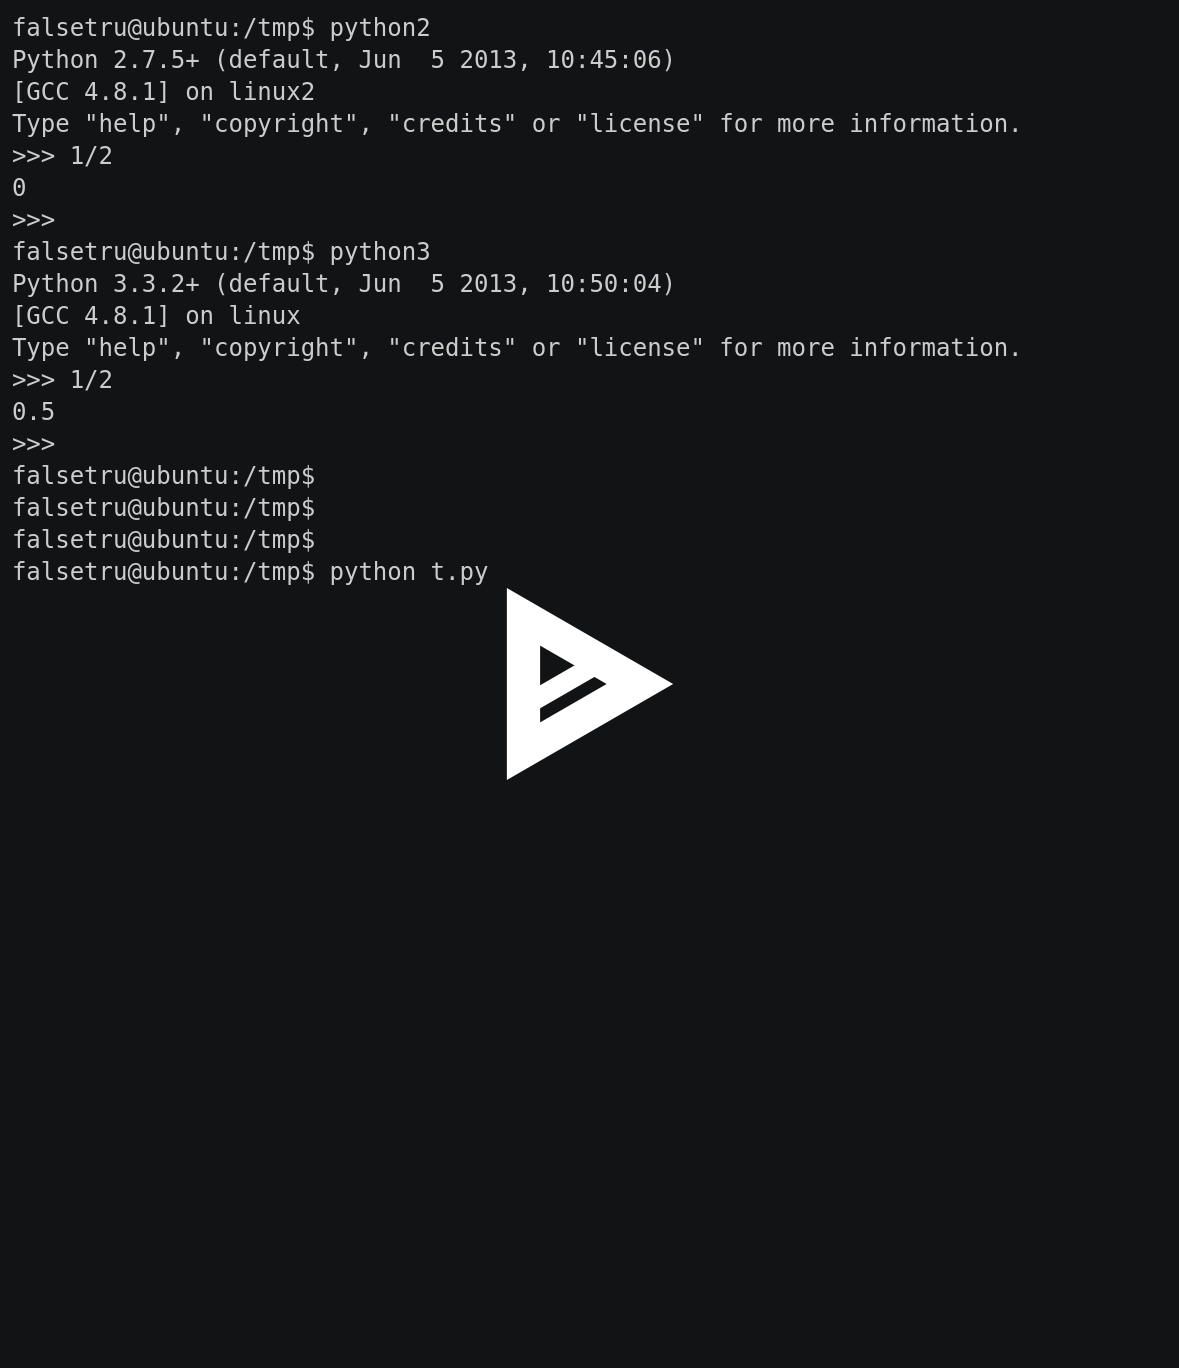 falsetru@ubuntu:/tmp$ python2
Python 2.7.5+ (default, Jun  5 2013, 10:45:06)
[GCC 4.8.1] on linux2
Type "help", "copyright", "credits" or "license" for more information.
>>> 1/2
0
>>>
falsetru@ubuntu:/tmp$ python3
Python 3.3.2+ (default, Jun  5 2013, 10:50:04)
[GCC 4.8.1] on linux
Type "help", "copyright", "credits" or "license" for more information.
>>> 1/2
0.5
>>>
falsetru@ubuntu:/tmp$
falsetru@ubuntu:/tmp$
falsetru@ubuntu:/tmp$
falsetru@ubuntu:/tmp$ python t.py